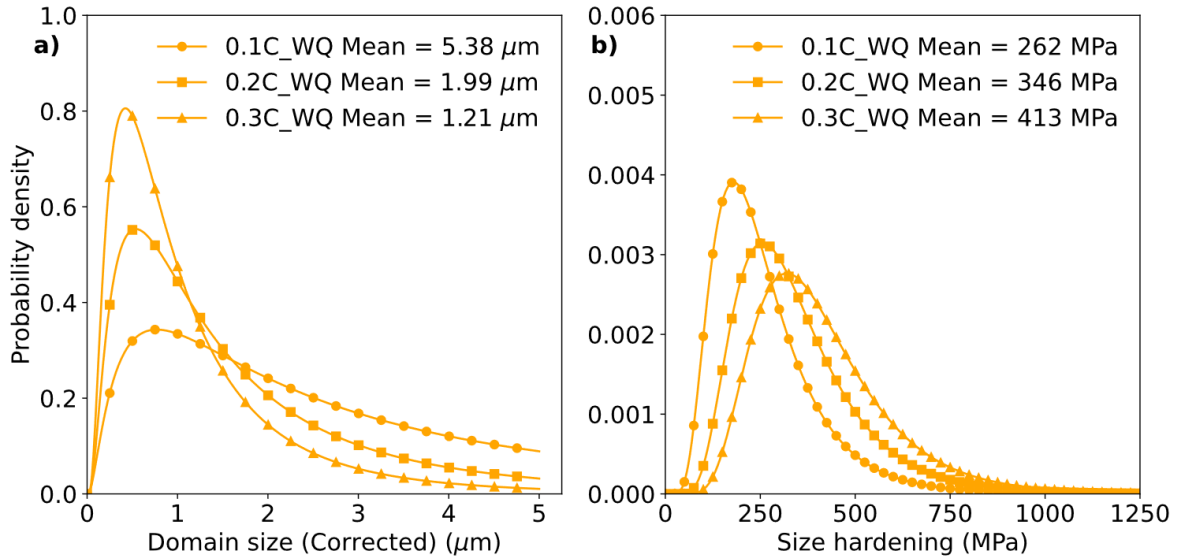 a)
0.1C_WQ Mean = 5.38 μm
0.2C_WQ Mean = 1.99 μm
0.3C_WQ Mean = 1.21 μm
Probability density
1.0
0.8
0.6
0.4
0.2
0.0
0 1 2 3 4 5
Domain size (Corrected) (μm)
b)
0.1C_WQ Mean = 262 MPa
0.2C_WQ Mean = 346 MPa
0.3C_WQ Mean = 413 MPa
0.006
0.005
0.004
0.003
0.002
0.001
0.000
0 250 500 750 1000 1250
Size hardening (MPa)